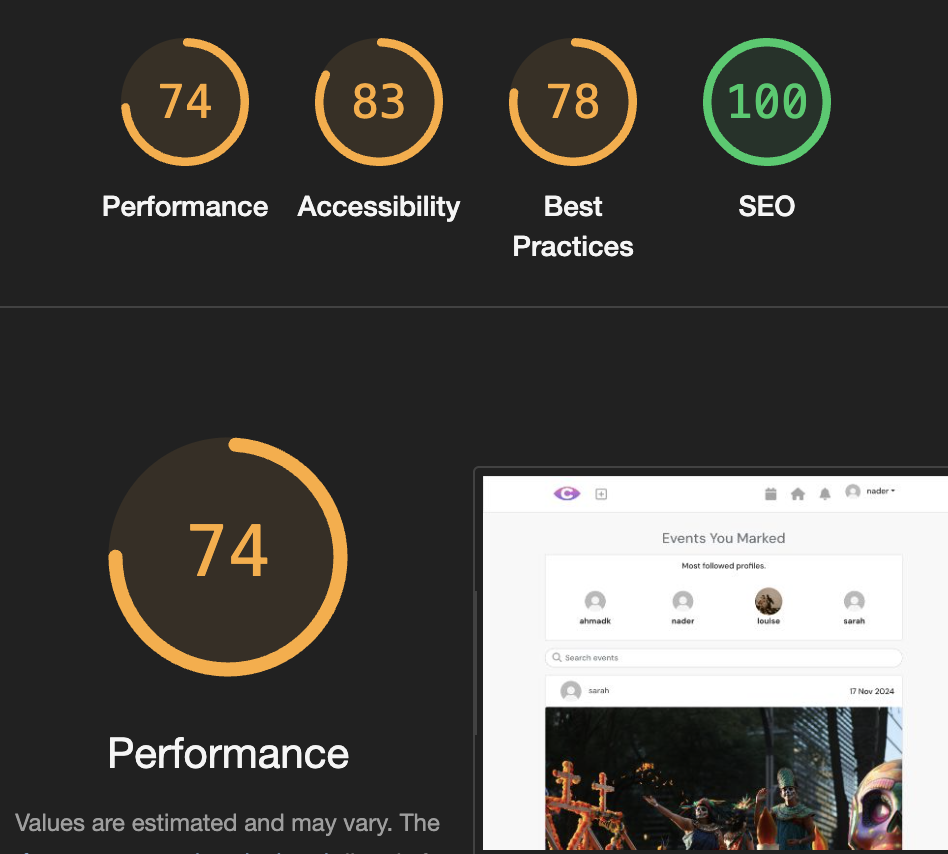 74
83
78
100
Performance
Accessibility
Best
Practices
SEO
74
Performance
Values are estimated and may vary. The
C
nader
Events You Marked
Most followed profiles.
ahmadk
nader
louise
sarah
Search events
sarah
17 Nov 2024